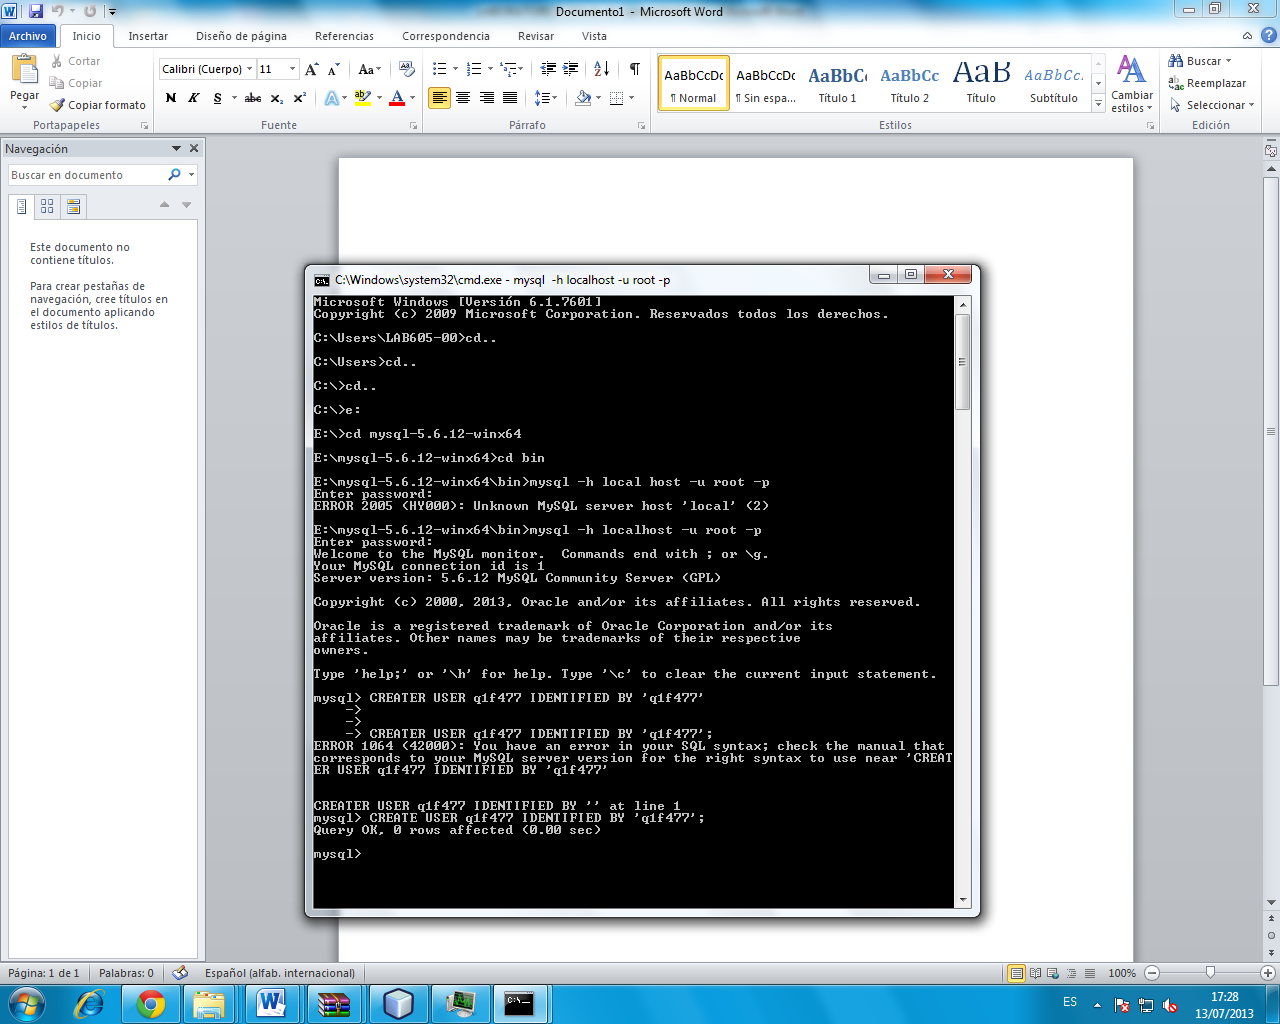 Documento1 - Microsoft Word
Archivo Inicio Insertar Diseño de página Referencias Correspondencia Revisar Vista
Pegar
Cortar
Copiar
Copiar formato
Portapapeles
Calibri (Cuerpo) 11
N K S abc x₂ x²
Fuente
Párrafo
AaBbCcDc AaBbCcDc AaBbC AaBbCc AaB AaBbCc.
¶ Normal ¶ Sin espa... Título 1 Título 2 Título Subtítulo
Estilos
Cambiar estilos
Buscar
Reemplazar
Seleccionar
Edición
Navegación
Buscar en documento
Este documento no
contiene títulos.
Para crear pestañas de
navegación, cree títulos en
el documento aplicando
estilos de títulos.
C:\Windows\system32\cmd.exe - mysql -h localhost -u root -p
Microsoft Windows [Versión 6.1.7601]
Copyright (c) 2009 Microsoft Corporation. Reservados todos los derechos.
C:\Users\LAB605-00>cd..
C:\Users>cd..
C:\>cd..
C:\>e:
E:\>cd mysql-5.6.12-winx64
E:\mysql-5.6.12-winx64>cd bin
E:\mysql-5.6.12-winx64\bin>mysql -h local host -u root -p
Enter password:
ERROR 2005 (HY000): Unknown MySQL server host 'local' (2)
E:\mysql-5.6.12-winx64\bin>mysql -h localhost -u root -p
Enter password:
Welcome to the MySQL monitor.  Commands end with ; or \g.
Your MySQL connection id is 1
Server version: 5.6.12 MySQL Community Server (GPL)
Copyright (c) 2000, 2013, Oracle and/or its affiliates. All rights reserved.
Oracle is a registered trademark of Oracle Corporation and/or its
affiliates. Other names may be trademarks of their respective
owners.
Type 'help;' or '\h' for help. Type '\c' to clear the current input statement.
mysql> CREATER USER q1f477 IDENTIFIED BY 'q1f477'
->
->
-> CREATER USER q1f477 IDENTIFIED BY 'q1f477';
ERROR 1064 (42000): You have an error in your SQL syntax; check the manual that
corresponds to your MySQL server version for the right syntax to use near 'CREAT
ER USER q1f477 IDENTIFIED BY 'q1f477'
CREATER USER q1f477 IDENTIFIED BY '' at line 1
mysql> CREATE USER q1f477 IDENTIFIED BY 'q1f477';
Query OK, 0 rows affected (0.00 sec)
mysql>
Página: 1 de 1 Palabras: 0 Español (alfab. internacional) 100%
ES 17:28
13/07/2013